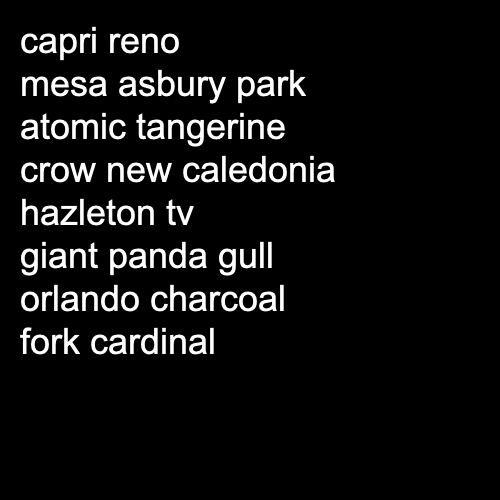 capri reno
mesa asbury park
atomic tangerine
crow new caledonia
hazleton tv
giant panda gull
orlando charcoal
fork cardinal